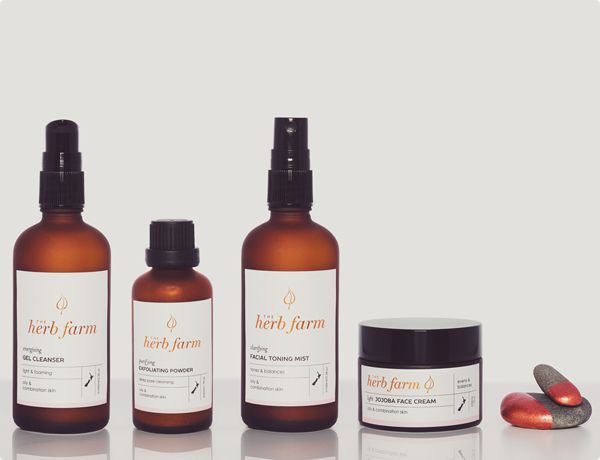 THE
herb farm
energising
GEL CLEANSER
light & foaming
oily &
combination skin
THE
herb farm
purifying
EXFOLIATING POWDER
deep pore cleansing
oily &
combination skin
THE
herb farm
clarifying
FACIAL TONING MIST
tones & balances
oily &
combination skin
THE
herb farm
light JOJOBA FACE CREAM
oily & combination skin
evens &
balances